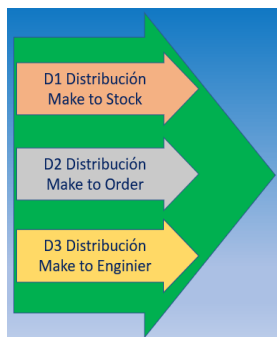 D1 Distribución
Make to Stock
D2 Distribución
Make to Order
D3 Distribución
Make to Enginier